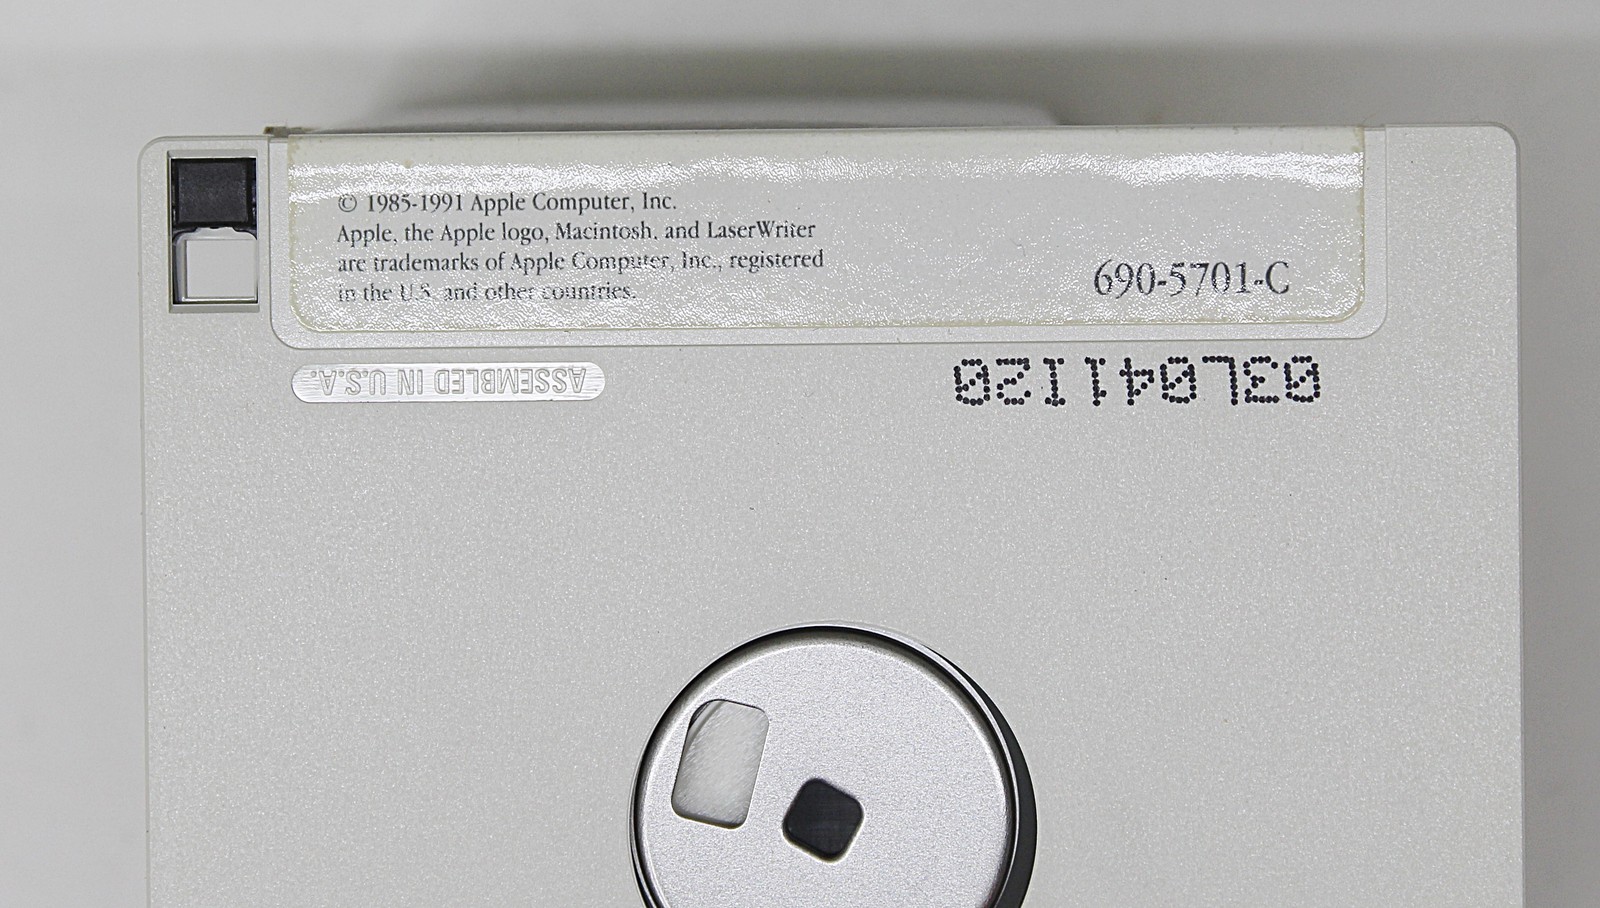 © 1985-1991 Apple Computer, Inc.
Apple, the Apple logo, Macintosh, and LaserWriter
are trademarks of Apple Computer, Inc., registered
in the U.S. and other countries.
690-5701-C
ASSEMBLED IN U.S.A.
03L041I20